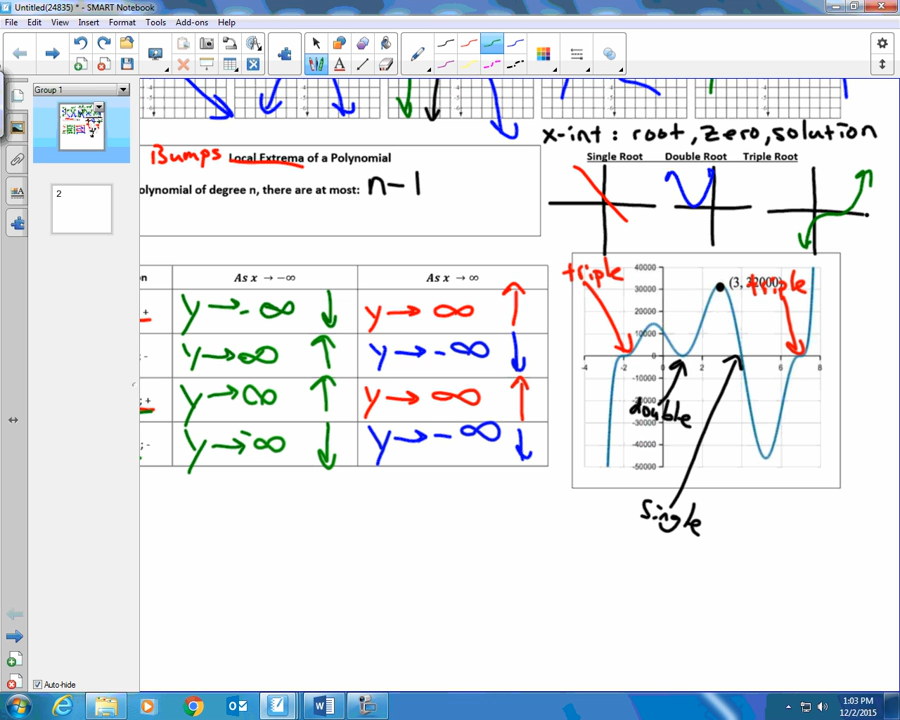 Untitled(24835) * - SMART Notebook
File Edit View Insert Format Tools Add-ons Help
Group 1
2
Auto-hide
x-int : root, zero, solution
Bumps Local Extrema of a Polynomial
olynomial of degree n, there are at most: n-1
Single Root Double Root Triple Root
n As x → -∞ As x → ∞
; + y → -∞ ↓ y → ∞ ↑
; - y → ∞ ↑ y → -∞ ↓
; + y → ∞ ↑ y → ∞ ↑
; - y → -∞ ↓ y → -∞ ↓
triple
triple
double
single
40000
30000
20000
10000
0
-10000
-20000
-30000
-40000
-50000
-4 -2 0 2 4 6 8
1:03 PM
12/2/2015